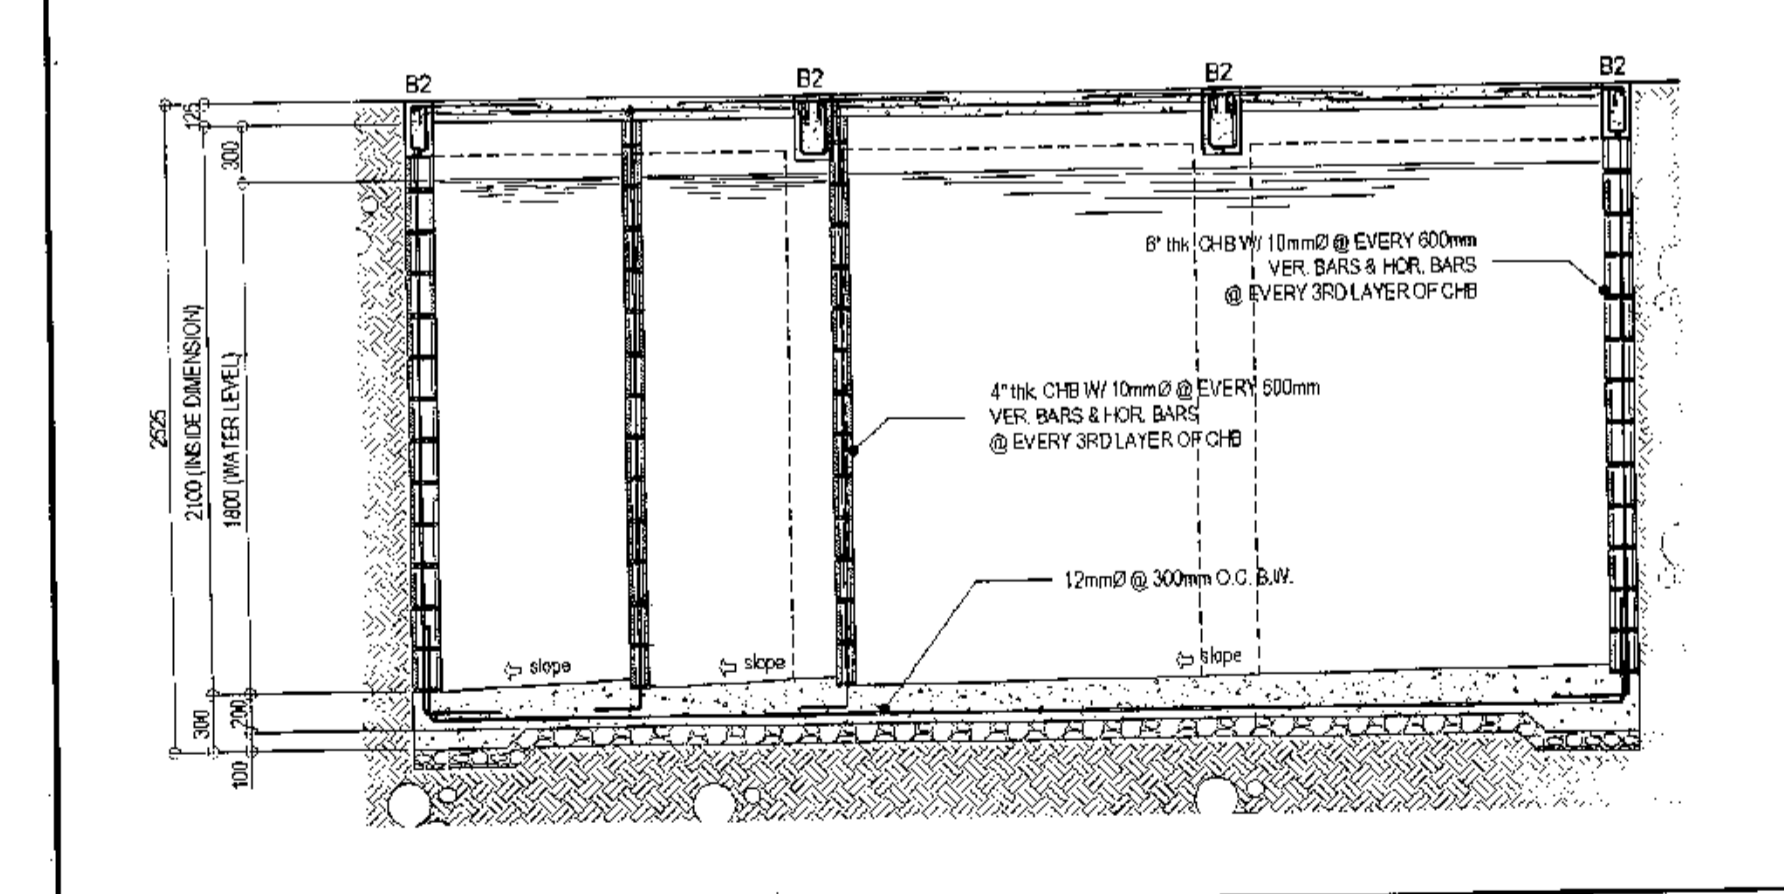 B2
B2
B2
B2
125
300
2525
2100 (INSIDE DIMENSION)
1800 (WATER LEVEL)
300
200
100
6" thk. CHB W/ 10mmØ @ EVERY 600mm
VER. BARS & HOR. BARS
@ EVERY 3RD LAYER OF CHB
4" thk. CHB W/ 10mmØ @ EVERY 600mm
VER. BARS & HOR. BARS
@ EVERY 3RD LAYER OF CHB
12mmØ @ 300mm O.C. B.W.
slope
slope
slope